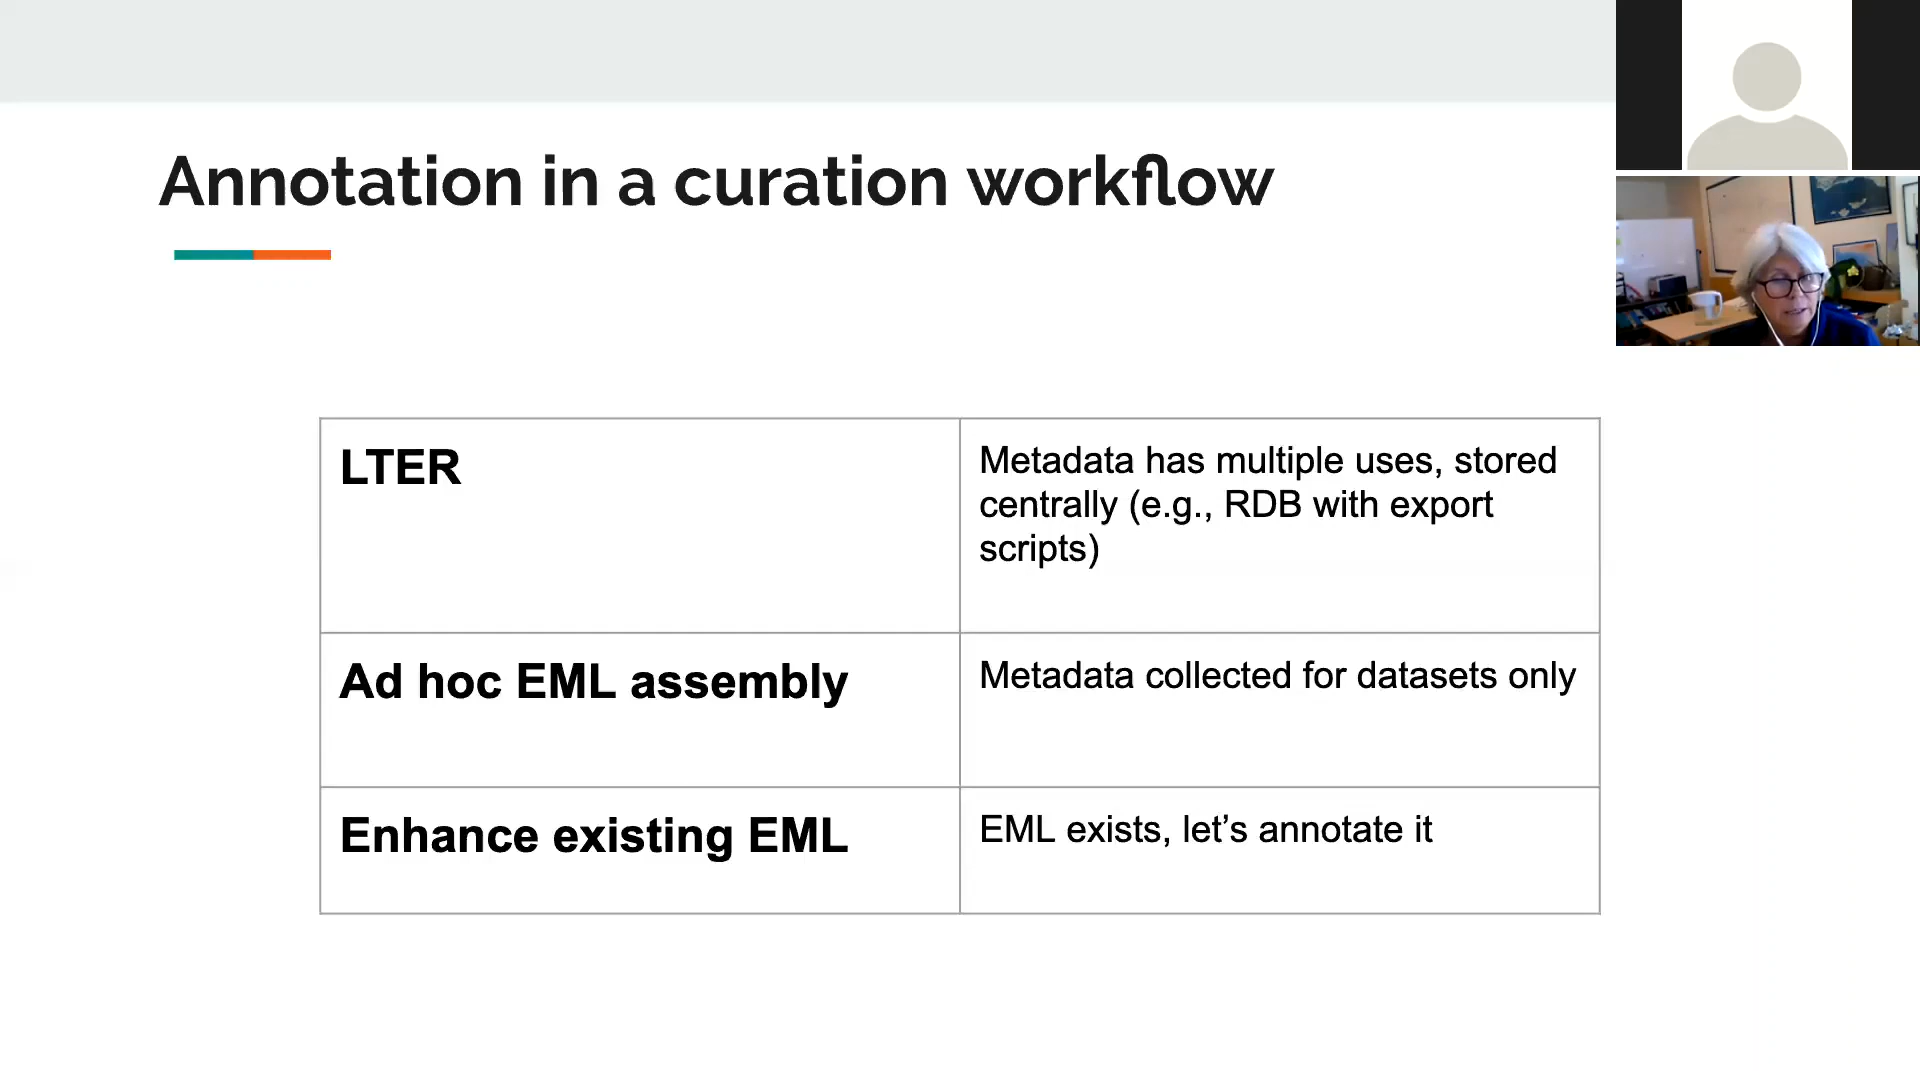 Annotation in a curation workflow
LTER
Metadata has multiple uses, stored
centrally (e.g., RDB with export
scripts)
Ad hoc EML assembly
Metadata collected for datasets only
Enhance existing EML
EML exists, let’s annotate it